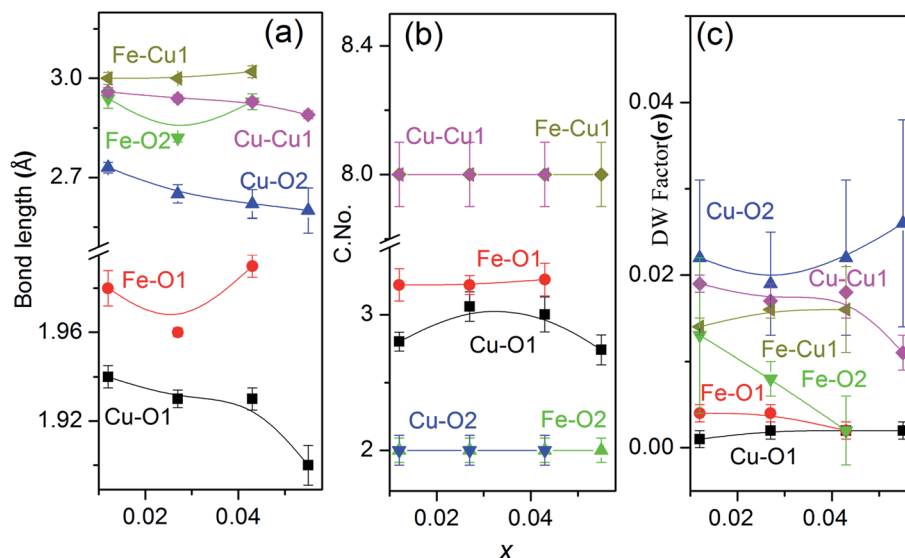 (a)
Fe-Cu1
3.0
Cu-Cu1
Fe-O2
2.7
Cu-O2
Bond length (Å)
Fe-O1
1.96
Cu-O1
1.92
0.02
0.04
(b)
8.4
Cu-Cu1
Fe-Cu1
8.0
C.No.
Fe-O1
3
Cu-O1
Cu-O2
Fe-O2
2
0.02
0.04
x
(c)
0.04
DW Factor(σ)
Cu-O2
0.02
Cu-Cu1
Fe-Cu1
Fe-O2
Fe-O1
0.00
Cu-O1
0.02
0.04